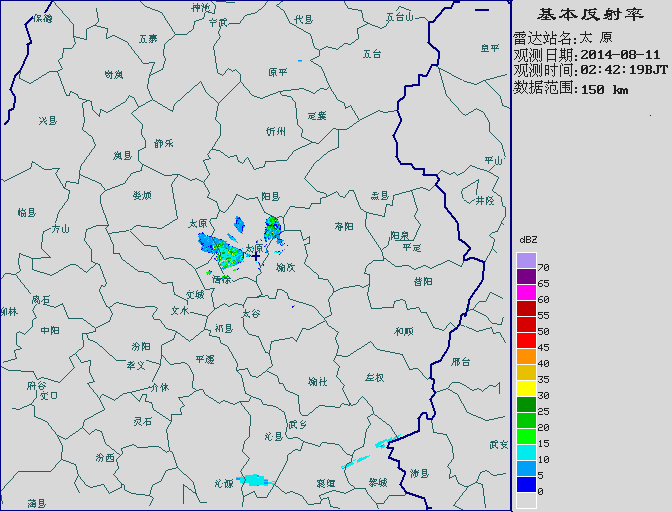 基本反射率
雷达站名:太 原
观测日期:2014-08-11
观测时间:02:42:19BJT
数据范围:150 km
保德
神池
宁武
代县
五台山
五寨
阜平
岢岚
原平
五台
兴县
定襄
忻州
静乐
岚县
平山
娄烦
阳县
盂县
井陉
临县
方山
太原
寿阳
阳泉
平定
太原
榆次
昔阳
清徐
离石
文城
柳林
文水
太谷
中阳
祁县
和顺
汾阳
孝义
平遥
邢台
介休
榆社
左权
交口
灵石
武乡
沁县
武安
汾西
沁源
襄垣
黎城
涉县
蒲县
dBZ
70
65
60
55
50
45
40
35
30
25
20
15
10
5
0